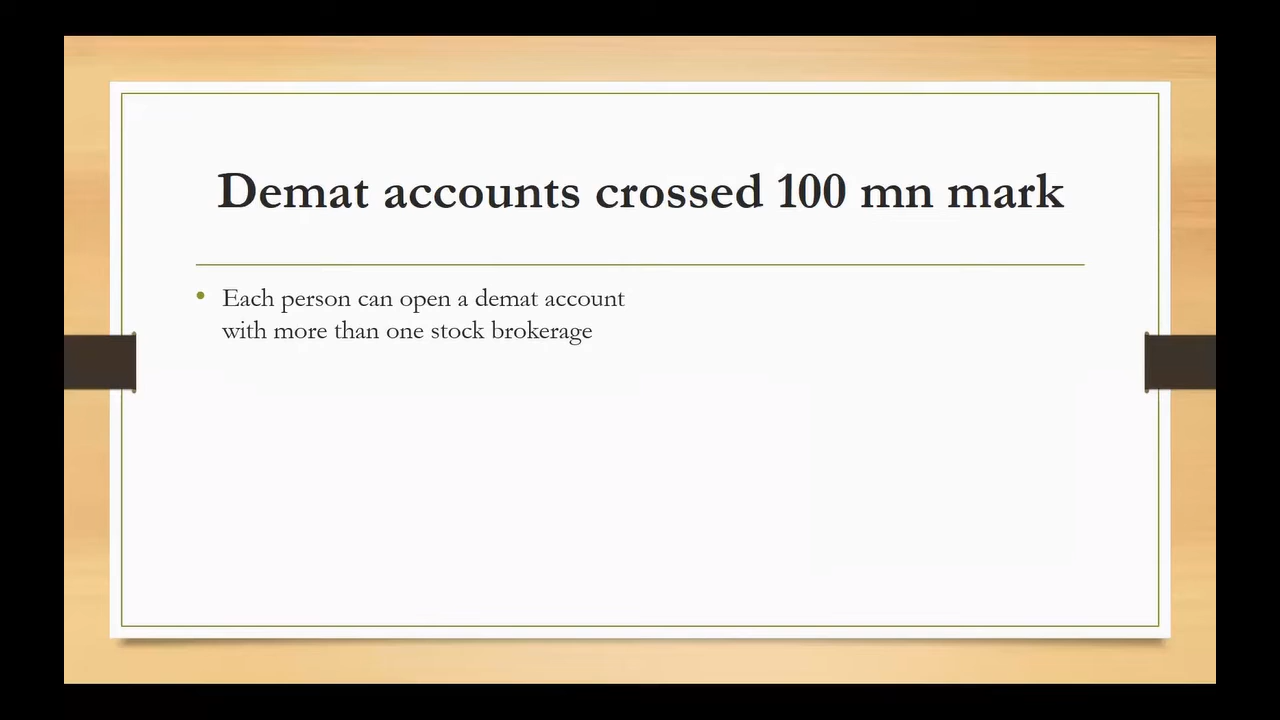 Demat accounts crossed 100 mn mark
• Each person can open a demat account
with more than one stock brokerage